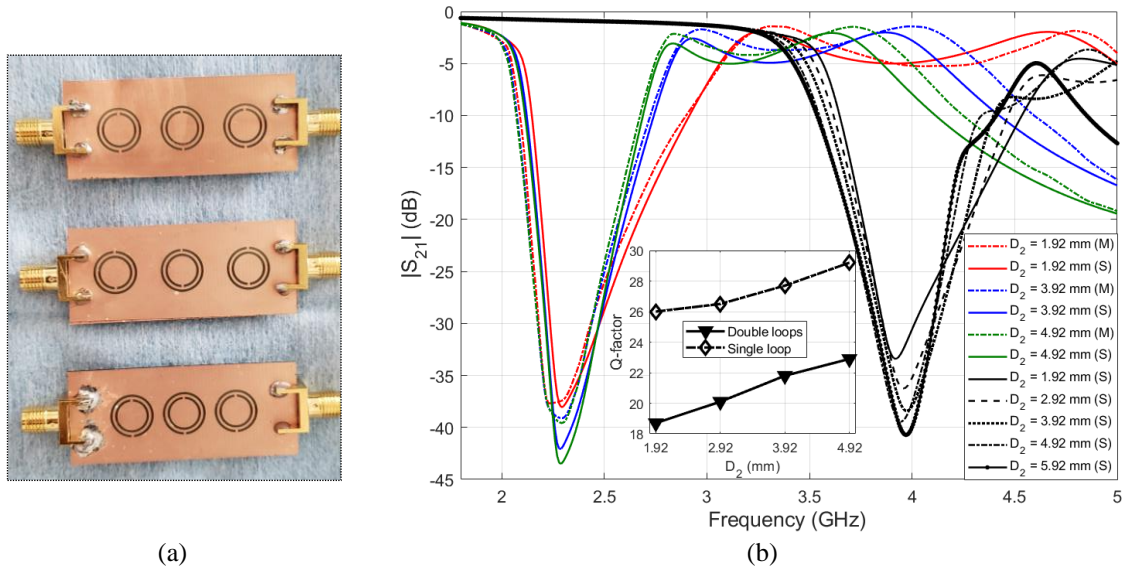 0
-5
-10
-15
-20
-25
-30
-35
-40
-45
|S21| (dB)
2
2.5
3
3.5
4
4.5
5
Frequency (GHz)
30
28
26
24
22
20
18
Q-factor
1.92
2.92
3.92
4.92
D2 (mm)
Double loops
Single loop
D2 = 1.92 mm (M)
D2 = 1.92 mm (S)
D2 = 3.92 mm (M)
D2 = 3.92 mm (S)
D2 = 4.92 mm (M)
D2 = 4.92 mm (S)
D2 = 1.92 mm (S)
D2 = 2.92 mm (S)
D2 = 3.92 mm (S)
D2 = 4.92 mm (S)
D2 = 5.92 mm (S)
(a)
(b)